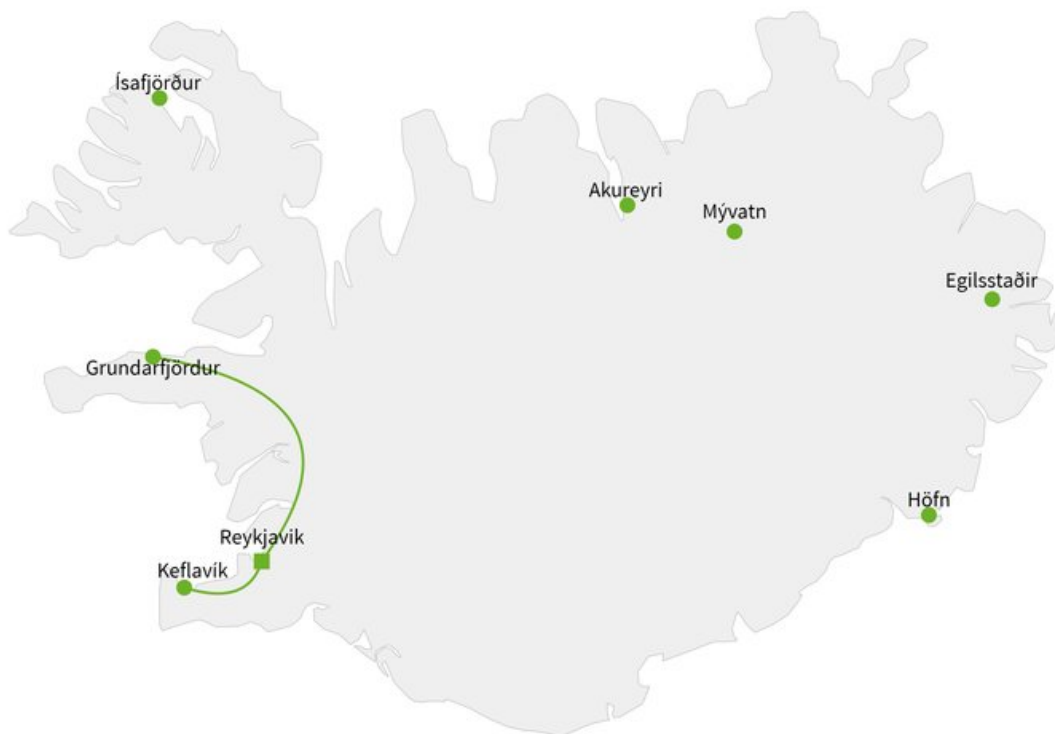 Ísafjörður
Akureyri
Mývatn
Egilsstaðir
Grundarfjördur
Höfn
Reykjavik
Keflavík